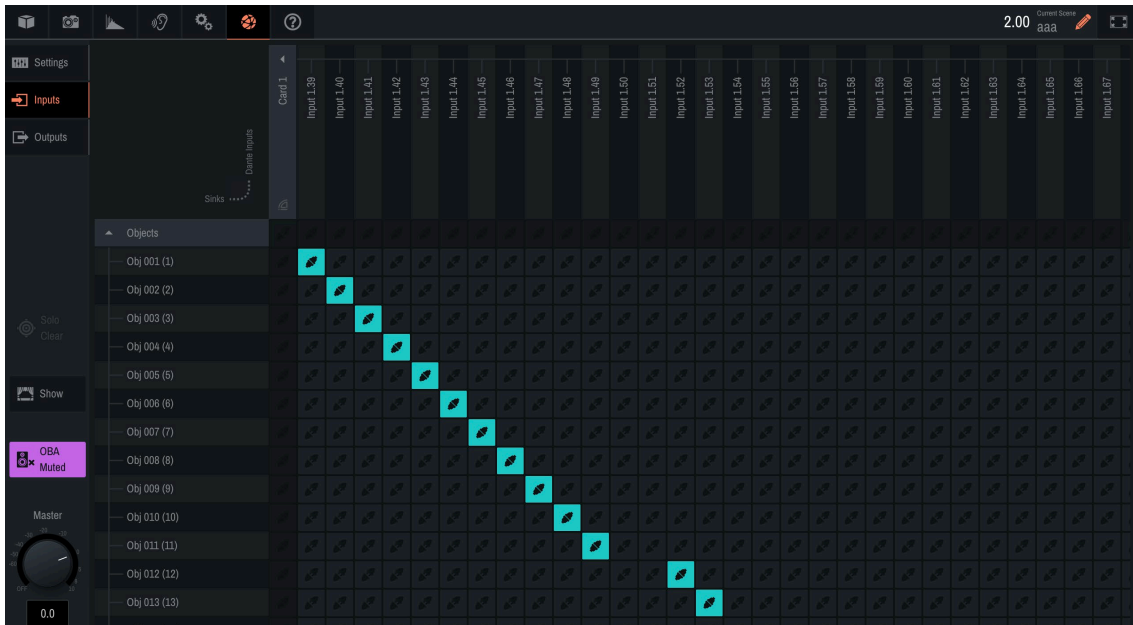 2.00
Current Scene
aaa
Settings
Inputs
Outputs
Card 1
Input 1.39
Input 1.40
Input 1.41
Input 1.42
Input 1.43
Input 1.44
Input 1.45
Input 1.46
Input 1.47
Input 1.48
Input 1.49
Input 1.50
Input 1.51
Input 1.52
Input 1.53
Input 1.54
Input 1.55
Input 1.56
Input 1.57
Input 1.58
Input 1.59
Input 1.60
Input 1.61
Input 1.62
Input 1.63
Input 1.64
Input 1.65
Input 1.66
Input 1.67
Dante Inputs
Sinks
Objects
Obj 001 (1)
Obj 002 (2)
Obj 003 (3)
Obj 004 (4)
Obj 005 (5)
Obj 006 (6)
Obj 007 (7)
Obj 008 (8)
Obj 009 (9)
Obj 010 (10)
Obj 011 (11)
Obj 012 (12)
Obj 013 (13)
Solo
Clear
Show
OBA
Muted
Master
OFF
10
0.0